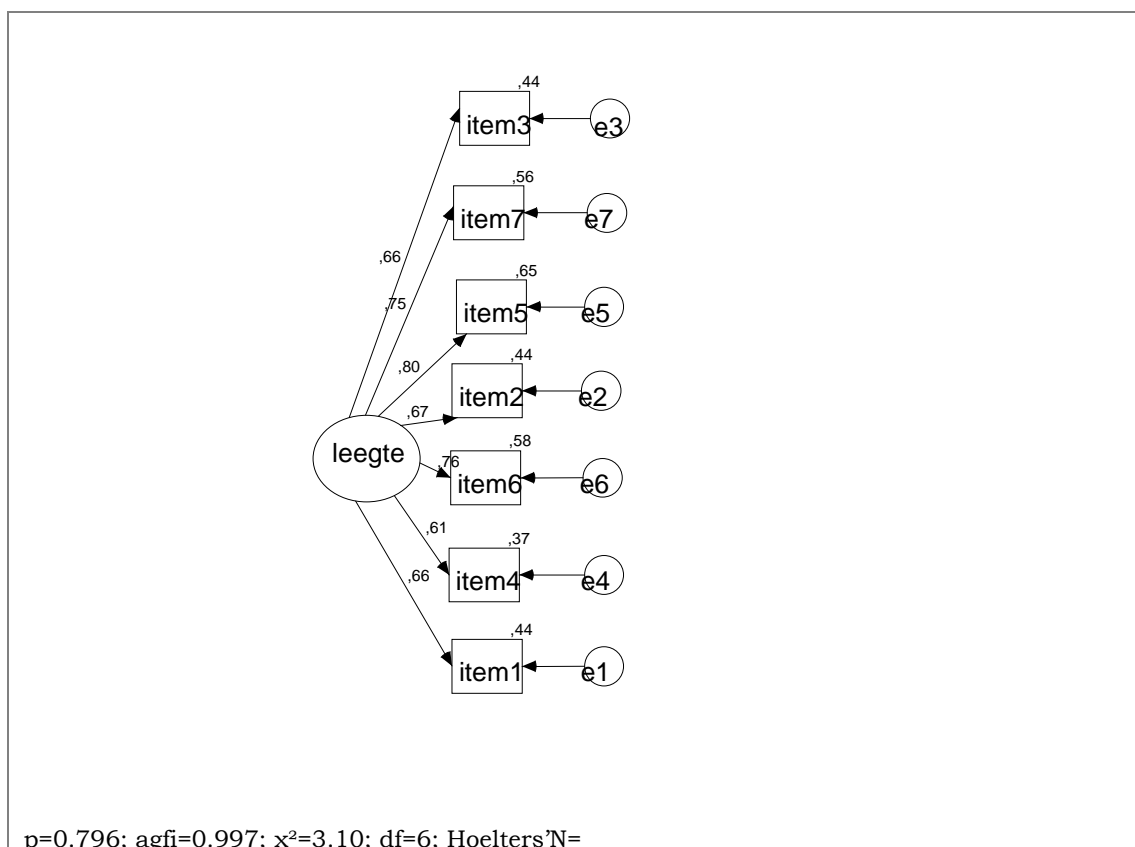 ,44
item3
e3
,56
item7
e7
,66
,65
,75
item5
e5
,44
,80
item2
e2
,67
leegte
,58
,76
item6
e6
,61
,37
item4
e4
,66
,44
item1
e1
p=0.796; agfi=0.997; x²=3.10; df=6; Hoelters'N=